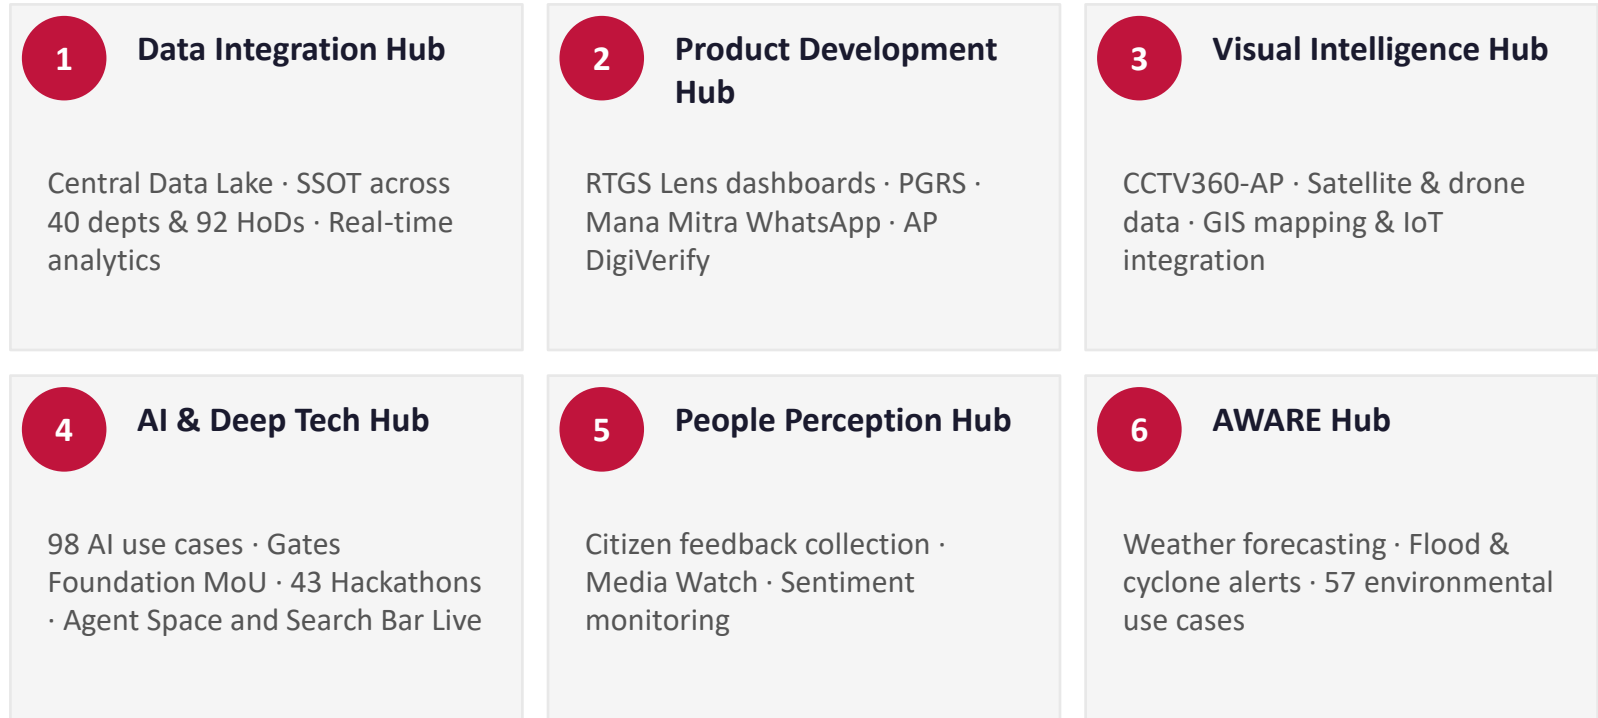 1
Data Integration Hub
Central Data Lake · SSOT across
40 depts & 92 HoDs · Real-time
analytics
2
Product Development
Hub
RTGS Lens dashboards · PGRS ·
Mana Mitra WhatsApp · AP
DigiVerify
3
Visual Intelligence Hub
CCTV360-AP · Satellite & drone
data · GIS mapping & IoT
integration
4
AI & Deep Tech Hub
98 AI use cases · Gates
Foundation MoU · 43 Hackathons
· Agent Space and Search Bar Live
5
People Perception Hub
Citizen feedback collection ·
Media Watch · Sentiment
monitoring
6
AWARE Hub
Weather forecasting · Flood &
cyclone alerts · 57 environmental
use cases